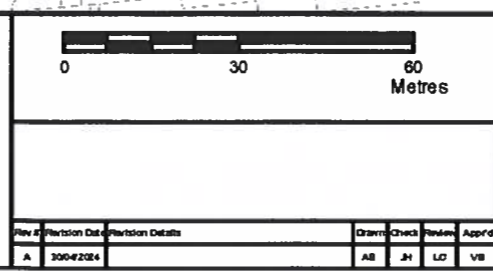 0 30 60
Metres
Rev # Revision Date Revision Details Drawn Check Review Appr'd
A 30/04/2024 AB JH LC VB